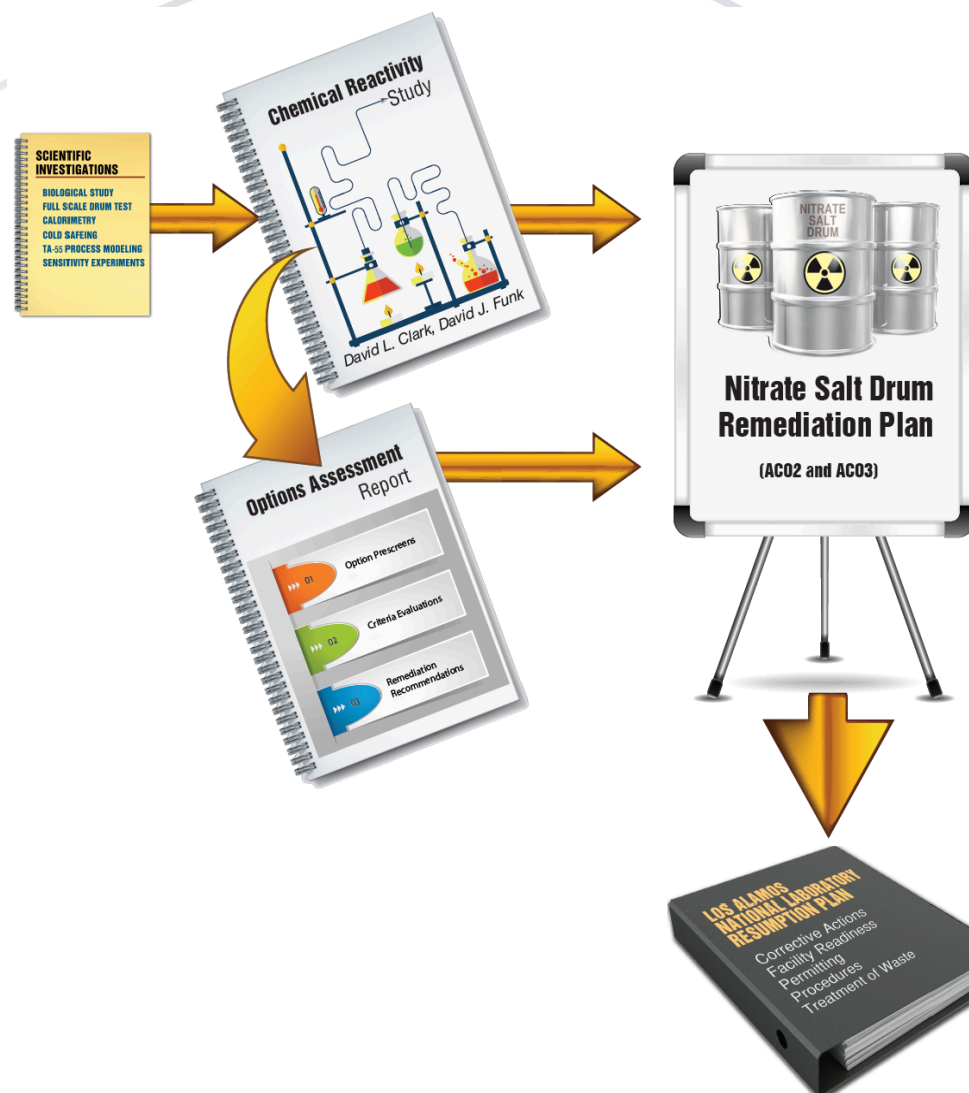 SCIENTIFIC
INVESTIGATIONS
BIOLOGICAL STUDY
FULL SCALE DRUM TEST
CALORIMETRY
COLD SAFEING
TA-55 PROCESS MODELING
SENSITIVITY EXPERIMENTS
Chemical Reactivity
Study
David L. Clark, David J. Funk
Options Assessment
Report
01 Option Prescreens
02 Criteria Evaluations
03 Remediation
Recommendations
NITRATE
SALT
DRUM
Nitrate Salt Drum
Remediation Plan
(ACO2 and ACO3)
LOS ALAMOS
NATIONAL LABORATORY
RESUMPTION PLAN
Corrective Actions
Facility Readiness
Permitting
Procedures
Treatment of Waste